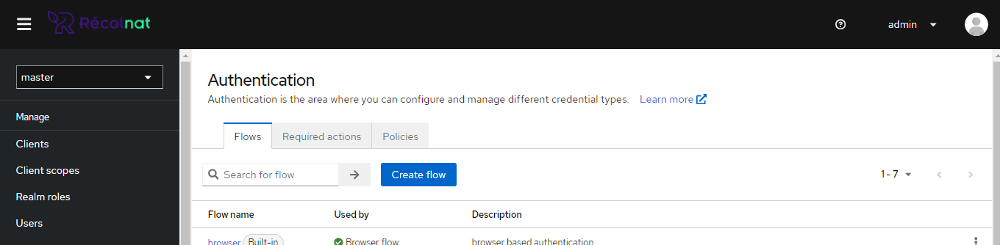 Récolnat
admin
master
Authentication
Authentication is the area where you can configure and manage different credential types. Learn more
Manage
Flows Required actions Policies
Clients
Client scopes
Search for flow Create flow 1 - 7
Realm roles
Flow name Used by Description
Users
browser Built-in Browser flow browser based authentication